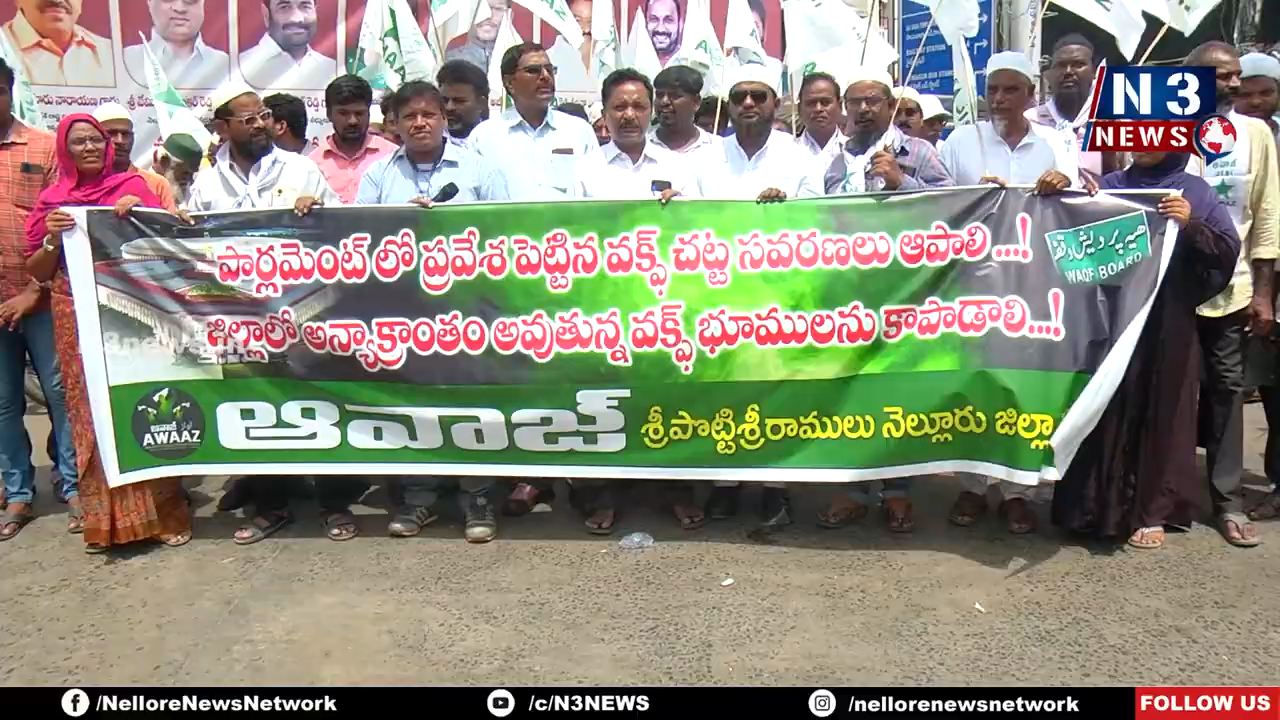 N3
NEWS
పార్లమెంట్ లో ప్రవేశ పెట్టిన వక్ఫ్ చట్ట సవరణలు ఆపాలి ...!
జిల్లాలో అన్యాక్రాంతం అవుతున్న వక్ఫ్ భూములను కాపాడాలి...!
WAQF BOARD
AWAAZ
ఆవాజ్ శ్రీపొట్టిశ్రీరాములు నెల్లూరు జిల్లా
/NelloreNewsNetwork /c/N3NEWS /nellorenewsnetwork FOLLOW US